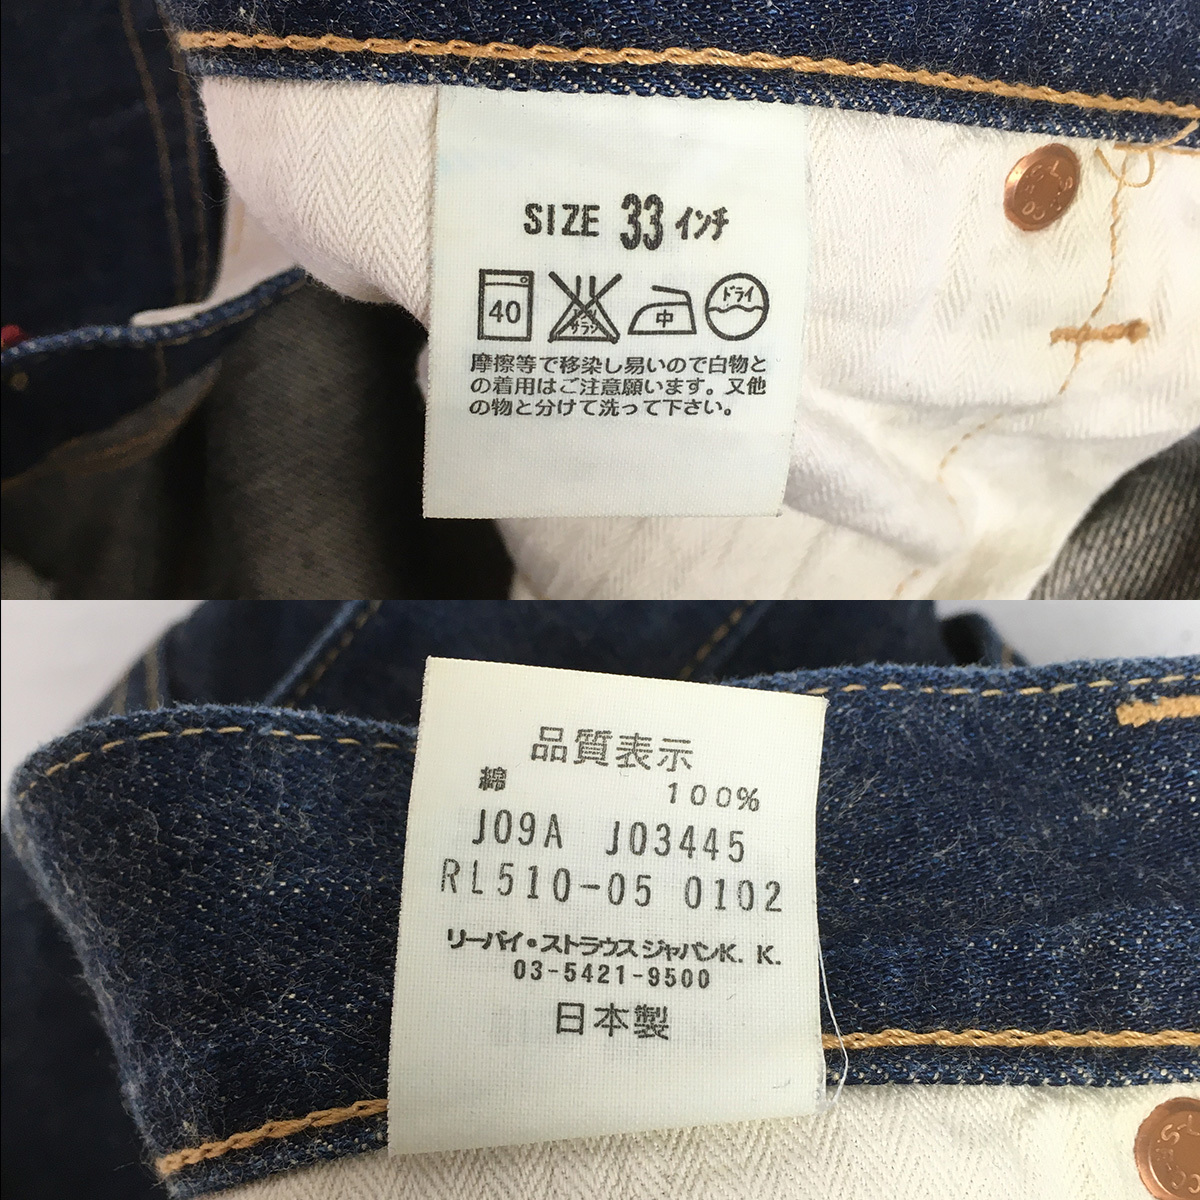 SIZE 33 インチ
40 サラシ 中 ドライ
摩擦等で移染し易いので白物と
の着用はご注意願います。又他
の物と分けて洗って下さい。
品質表示
綿 100%
J09A J03445
RL510-05 0102
リーバイ・ストラウス ジャパンK. K.
03-5421-9500
日本製